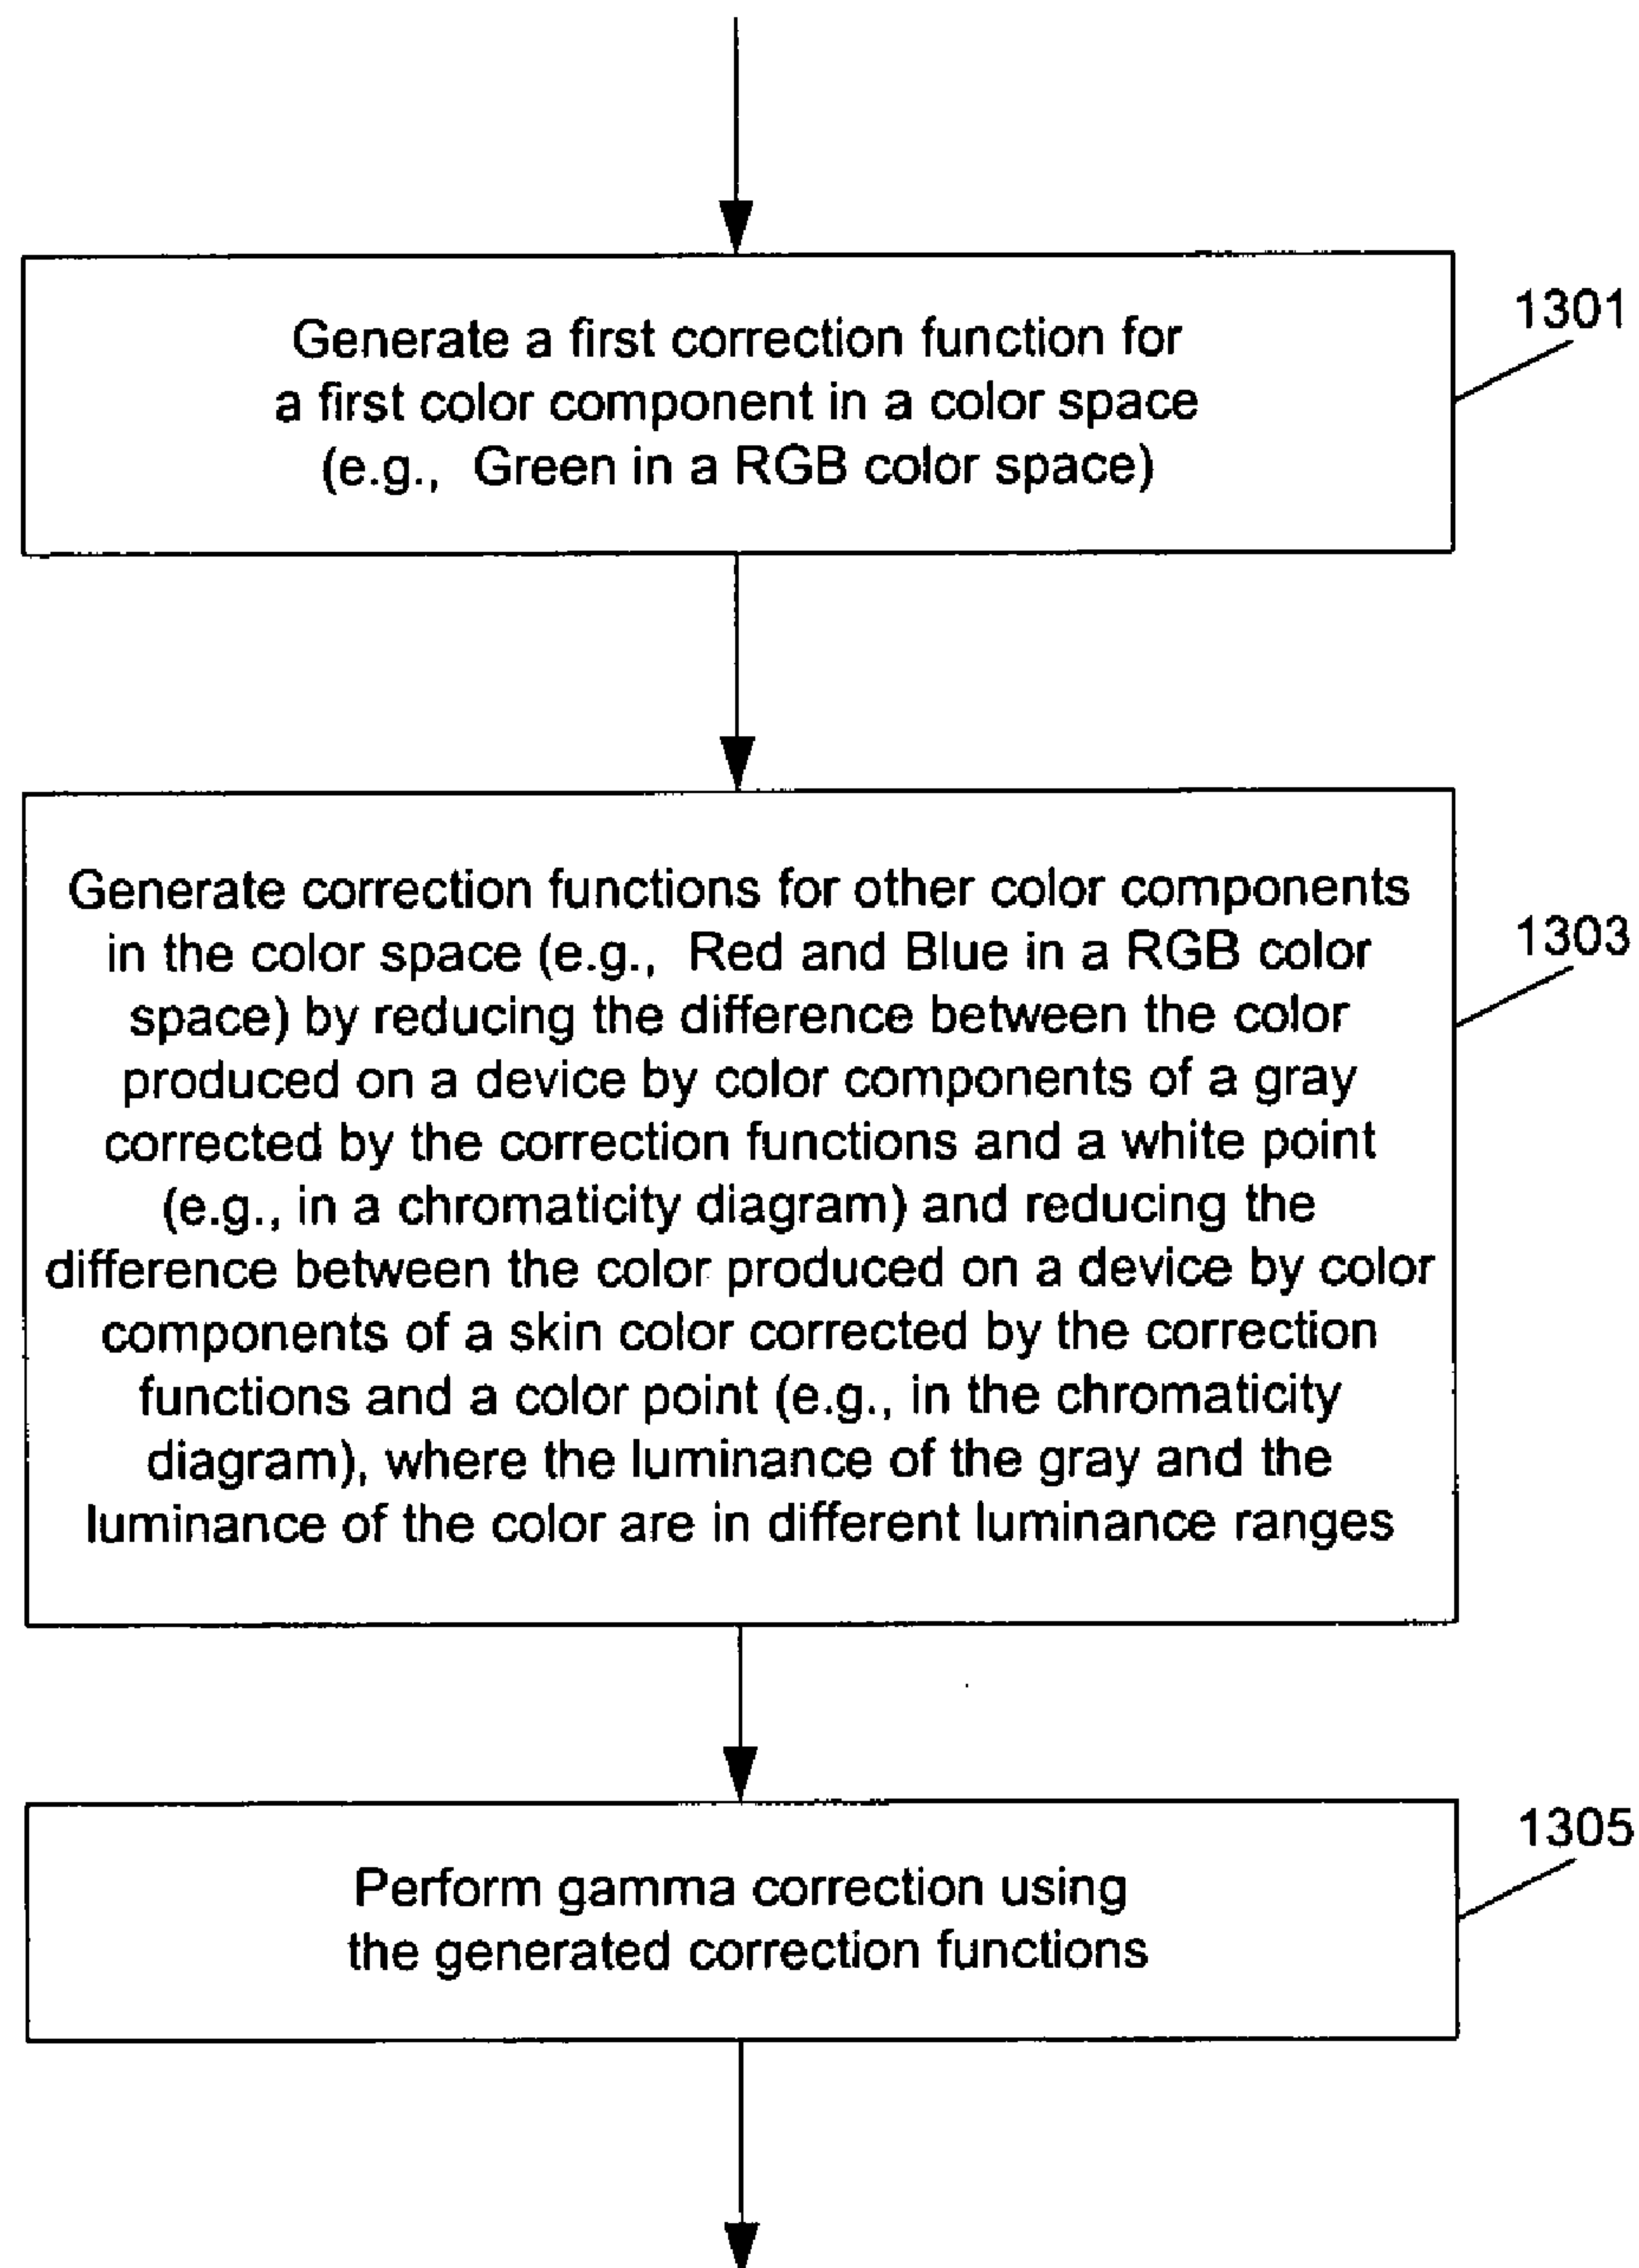 Generate a first correction function for
a first color component in a color space
(e.g., Green in a RGB color space)
1301
Generate correction functions for other color components
in the color space (e.g., Red and Blue in a RGB color
space) by reducing the difference between the color
produced on a device by color components of a gray
corrected by the correction functions and a white point
(e.g., in a chromaticity diagram) and reducing the
difference between the color produced on a device by color
components of a skin color corrected by the correction
functions and a color point (e.g., in the chromaticity
diagram), where the luminance of the gray and the
luminance of the color are in different luminance ranges
1303
Perform gamma correction using
the generated correction functions
1305